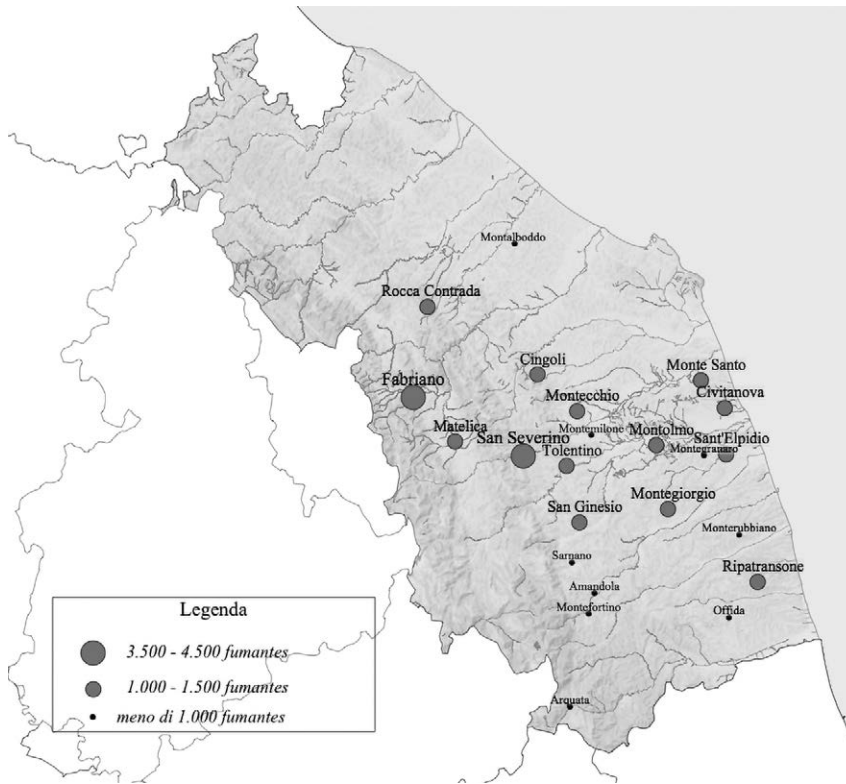 Montalboddo
Rocca Contrada
Cingoli
Monte Santo
Fabriano
Civitanova
Montecchio
Matelica
Montemilone
San Severino
Montolmo
Sant'Elpidio
Tolentino
Montegranaro
San Ginesio
Montegiorgio
Monterubbiano
Sarnano
Ripatransone
Amandola
Montefortino
Offida
Arquata
Legenda
3.500 - 4.500 fumantes
1.000 - 1.500 fumantes
meno di 1.000 fumantes